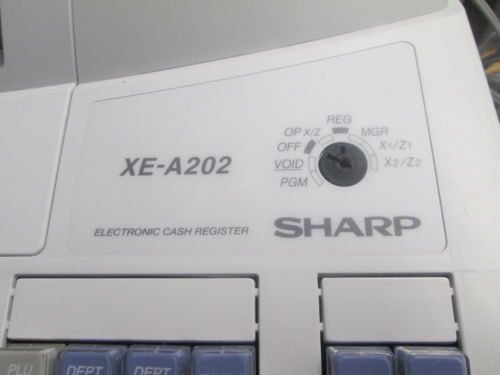 REG
OP X/Z MGR
OFF X1/Z1
XE-A202 VOID X2/Z2
PGM
ELECTRONIC CASH REGISTER SHARP
PLU DEPT DEPT